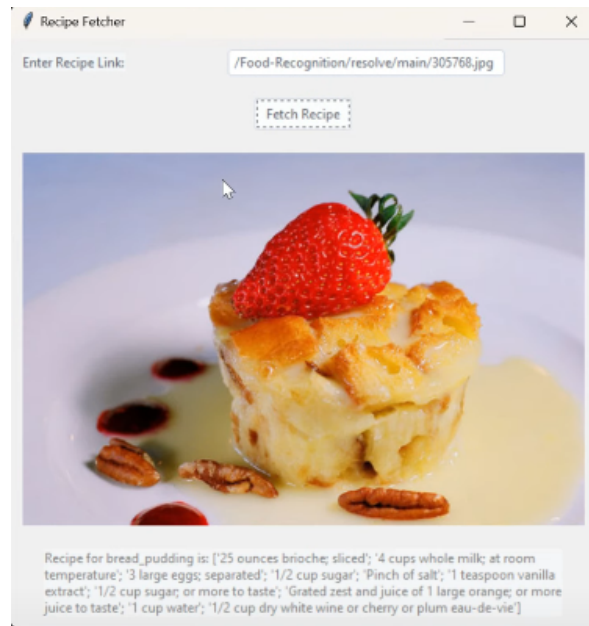 Recipe Fetcher
Enter Recipe Link:
/Food-Recognition/resolve/main/305768.jpg
Fetch Recipe
Recipe for bread_pudding is: ['25 ounces brioche; sliced'; '4 cups whole milk; at room
temperature'; '3 large eggs; separated'; '1/2 cup sugar'; 'Pinch of salt'; '1 teaspoon vanilla
extract'; '1/2 cup sugar; or more to taste'; 'Grated zest and juice of 1 large orange; or more
juice to taste'; '1 cup water'; '1/2 cup dry white wine or cherry or plum eau-de-vie']